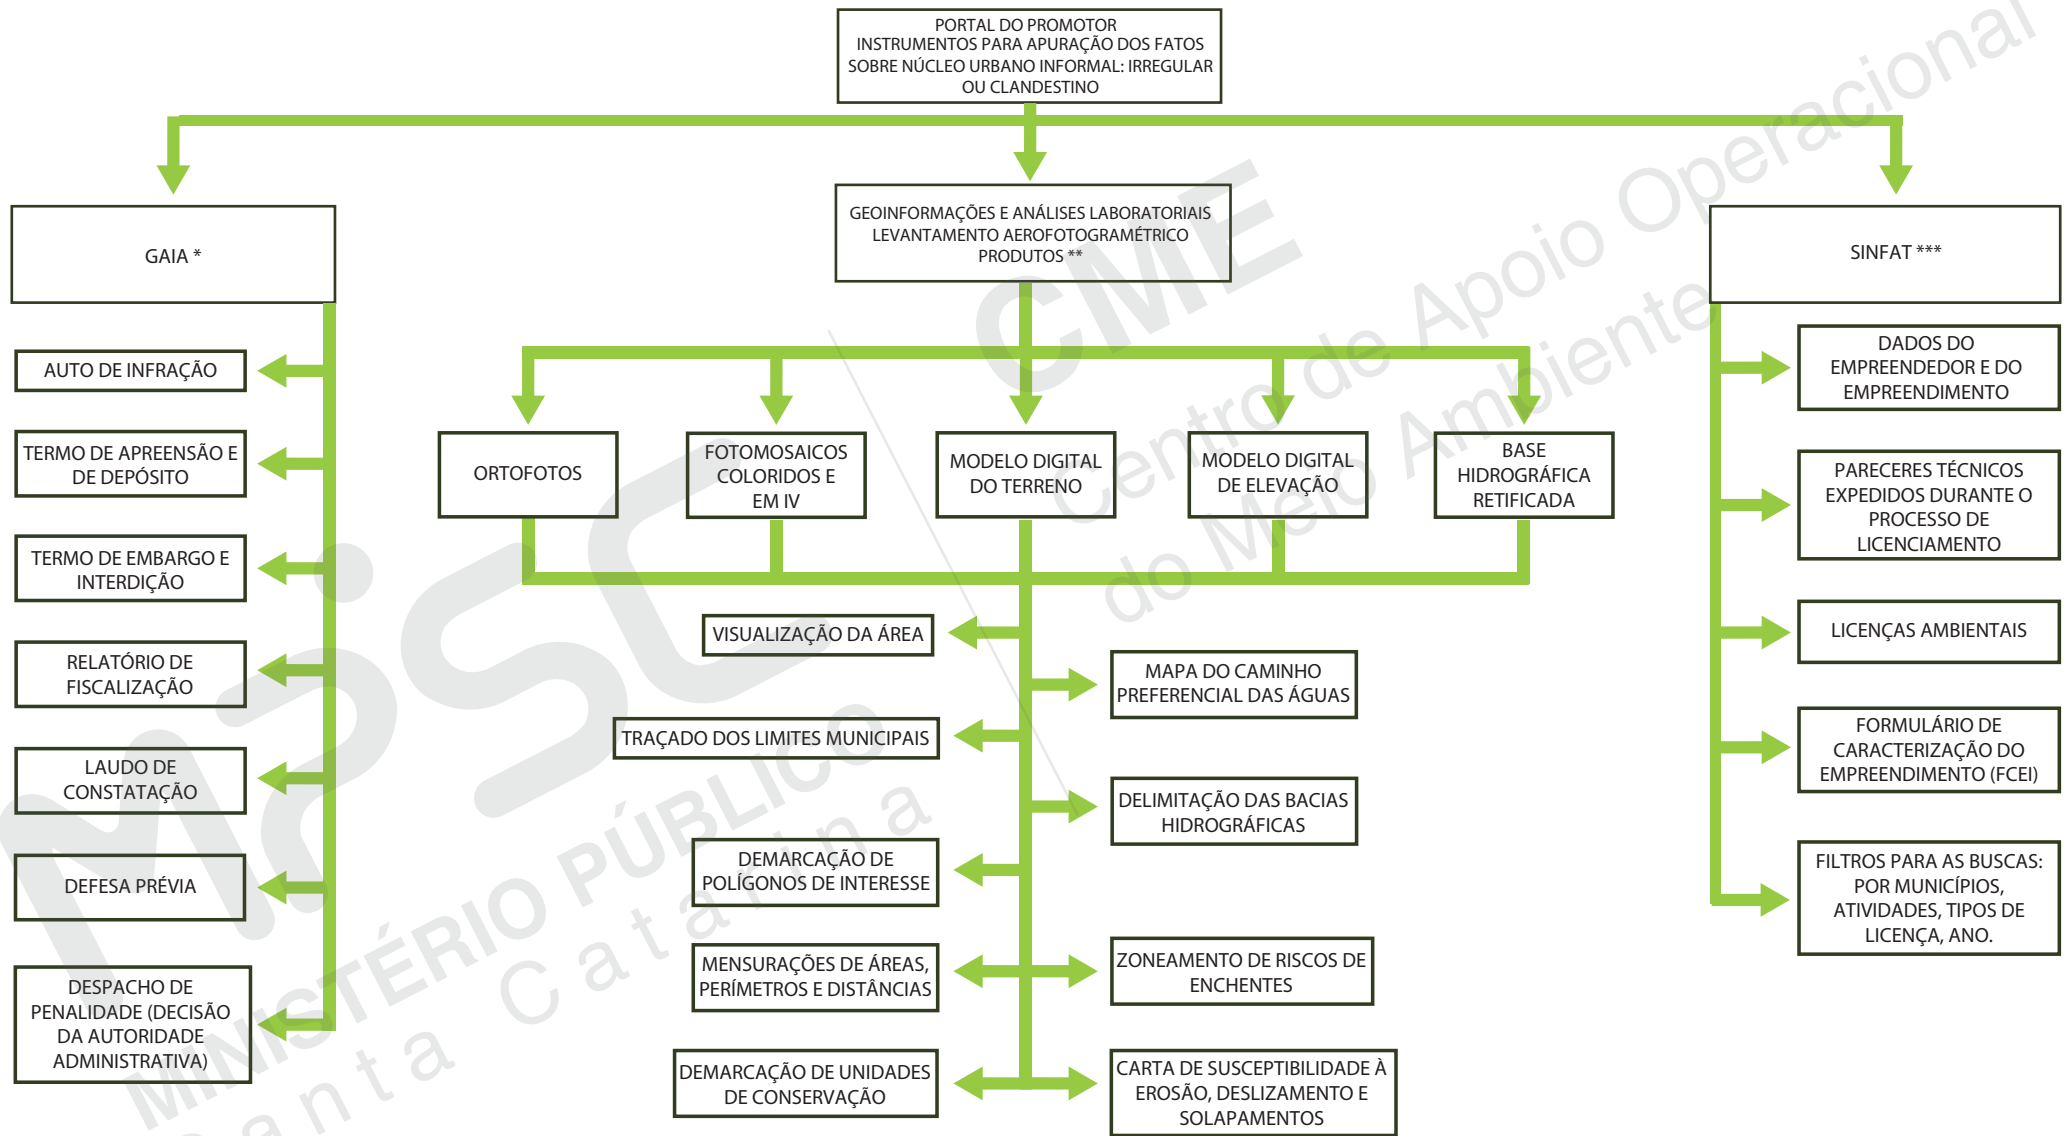 PORTAL DO PROMOTOR
INSTRUMENTOS PARA APURAÇÃO DOS FATOS
SOBRE NÚCLEO URBANO INFORMAL: IRREGULAR
OU CLANDESTINO
GAIA *
GEOINFORMAÇÕES E ANÁLISES LABORATORIAIS
LEVANTAMENTO AEROFOTOGRAMÉTRICO
PRODUTOS **
SINFAT ***
AUTO DE INFRAÇÃO
TERMO DE APREENSÃO E
DE DEPÓSITO
TERMO DE EMBARGO E
INTERDIÇÃO
RELATÓRIO DE
FISCALIZAÇÃO
LAUDO DE
CONSTATAÇÃO
DEFESA PRÉVIA
DESPACHO DE
PENALIDADE (DECISÃO
DA AUTORIDADE
ADMINISTRATIVA)
ORTOFOTOS
FOTOMOSAICOS
COLORIDOS E
EM IV
MODELO DIGITAL
DO TERRENO
MODELO DIGITAL
DE ELEVAÇÃO
BASE
HIDROGRÁFICA
RETIFICADA
VISUALIZAÇÃO DA ÁREA
MAPA DO CAMINHO
PREFERENCIAL DAS ÁGUAS
TRAÇADO DOS LIMITES MUNICIPAIS
DELIMITAÇÃO DAS BACIAS
HIDROGRÁFICAS
DEMARCAÇÃO DE
POLÍGONOS DE INTERESSE
MENSURAÇÕES DE ÁREAS,
PERÍMETROS E DISTÂNCIAS
ZONEAMENTO DE RISCOS DE
ENCHENTES
DEMARCAÇÃO DE UNIDADES
DE CONSERVAÇÃO
CARTA DE SUSCEPTIBILIDADE À
EROSÃO, DESLIZAMENTO E
SOLAPAMENTOS
DADOS DO
EMPREENDEDOR E DO
EMPREENDIMENTO
PARECERES TÉCNICOS
EXPEDIDOS DURANTE O
PROCESSO DE
LICENCIAMENTO
LICENÇAS AMBIENTAIS
FORMULÁRIO DE
CARACTERIZAÇÃO DO
EMPREENDIMENTO (FCEI)
FILTROS PARA AS BUSCAS:
POR MUNICÍPIOS,
ATIVIDADES, TIPOS DE
LICENÇA, ANO.
MPSC
MINISTÉRIO PÚBLICO
Santa Catarina
CME
Centro de Apoio Operacional
do Meio Ambiente